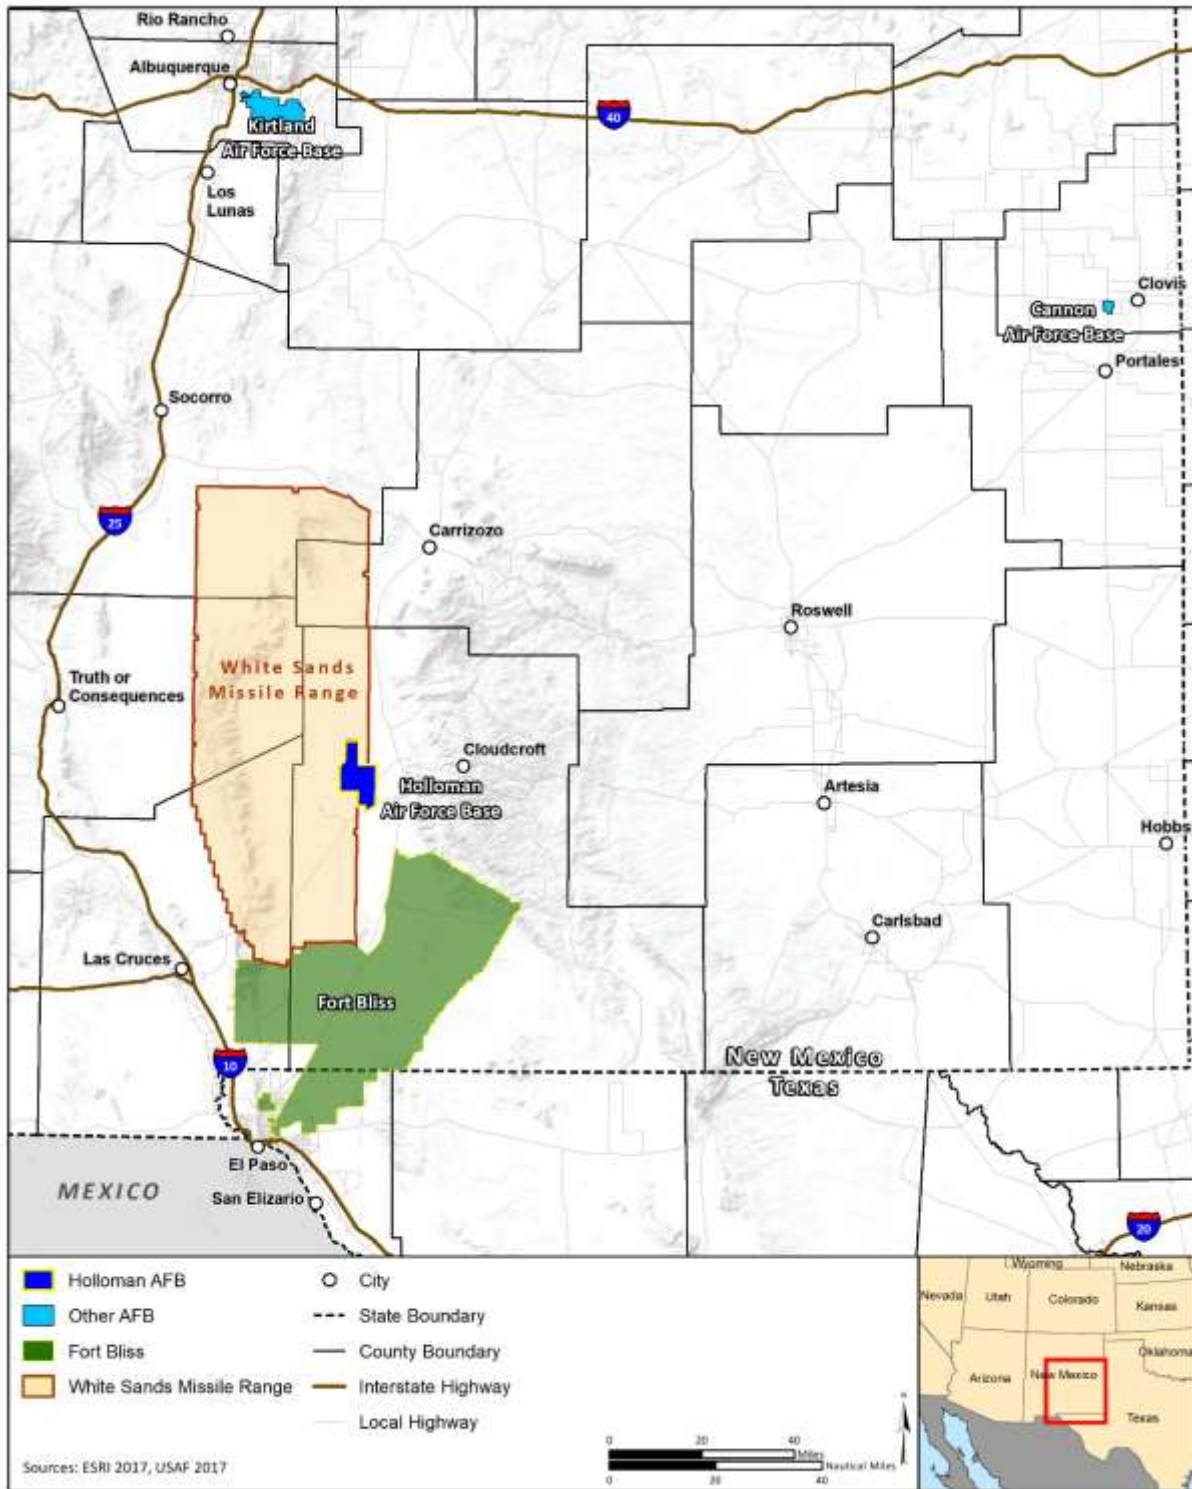 Rio Rancho
Albuquerque
Kirtland
Air Force Base
40
Los
Lunas
Clovis
Cannon
Air Force Base
Portales
Socorro
25
Carrizozo
Roswell
White Sands
Missile Range
Truth or
Consequences
Cloudcroft
Holloman
Air Force Base
Artesia
Hobbs
Carlsbad
Las Cruces
Fort Bliss
New Mexico
Texas
10
El Paso
MEXICO
San Elizario
20
Holloman AFB
Other AFB
Fort Bliss
White Sands Missile Range
City
State Boundary
County Boundary
Interstate Highway
Local Highway
Sources: ESRI 2017, USAF 2017
0 20 40
Miles
Nautical Miles
0 20 40
N
Wyoming
Nebraska
Nevada
Utah
Colorado
Kansas
Oklahoma
Arizona
New Mexico
Texas